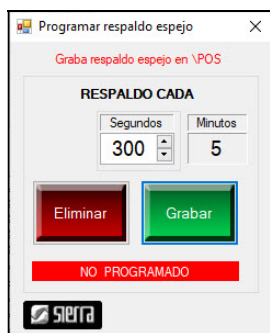 Programar respaldo espejo
Graba respaldo espejo en \POS
RESPALDO CADA
Segundos Minutos
300 5
Eliminar Grabar
NO PROGRAMADO
sierra